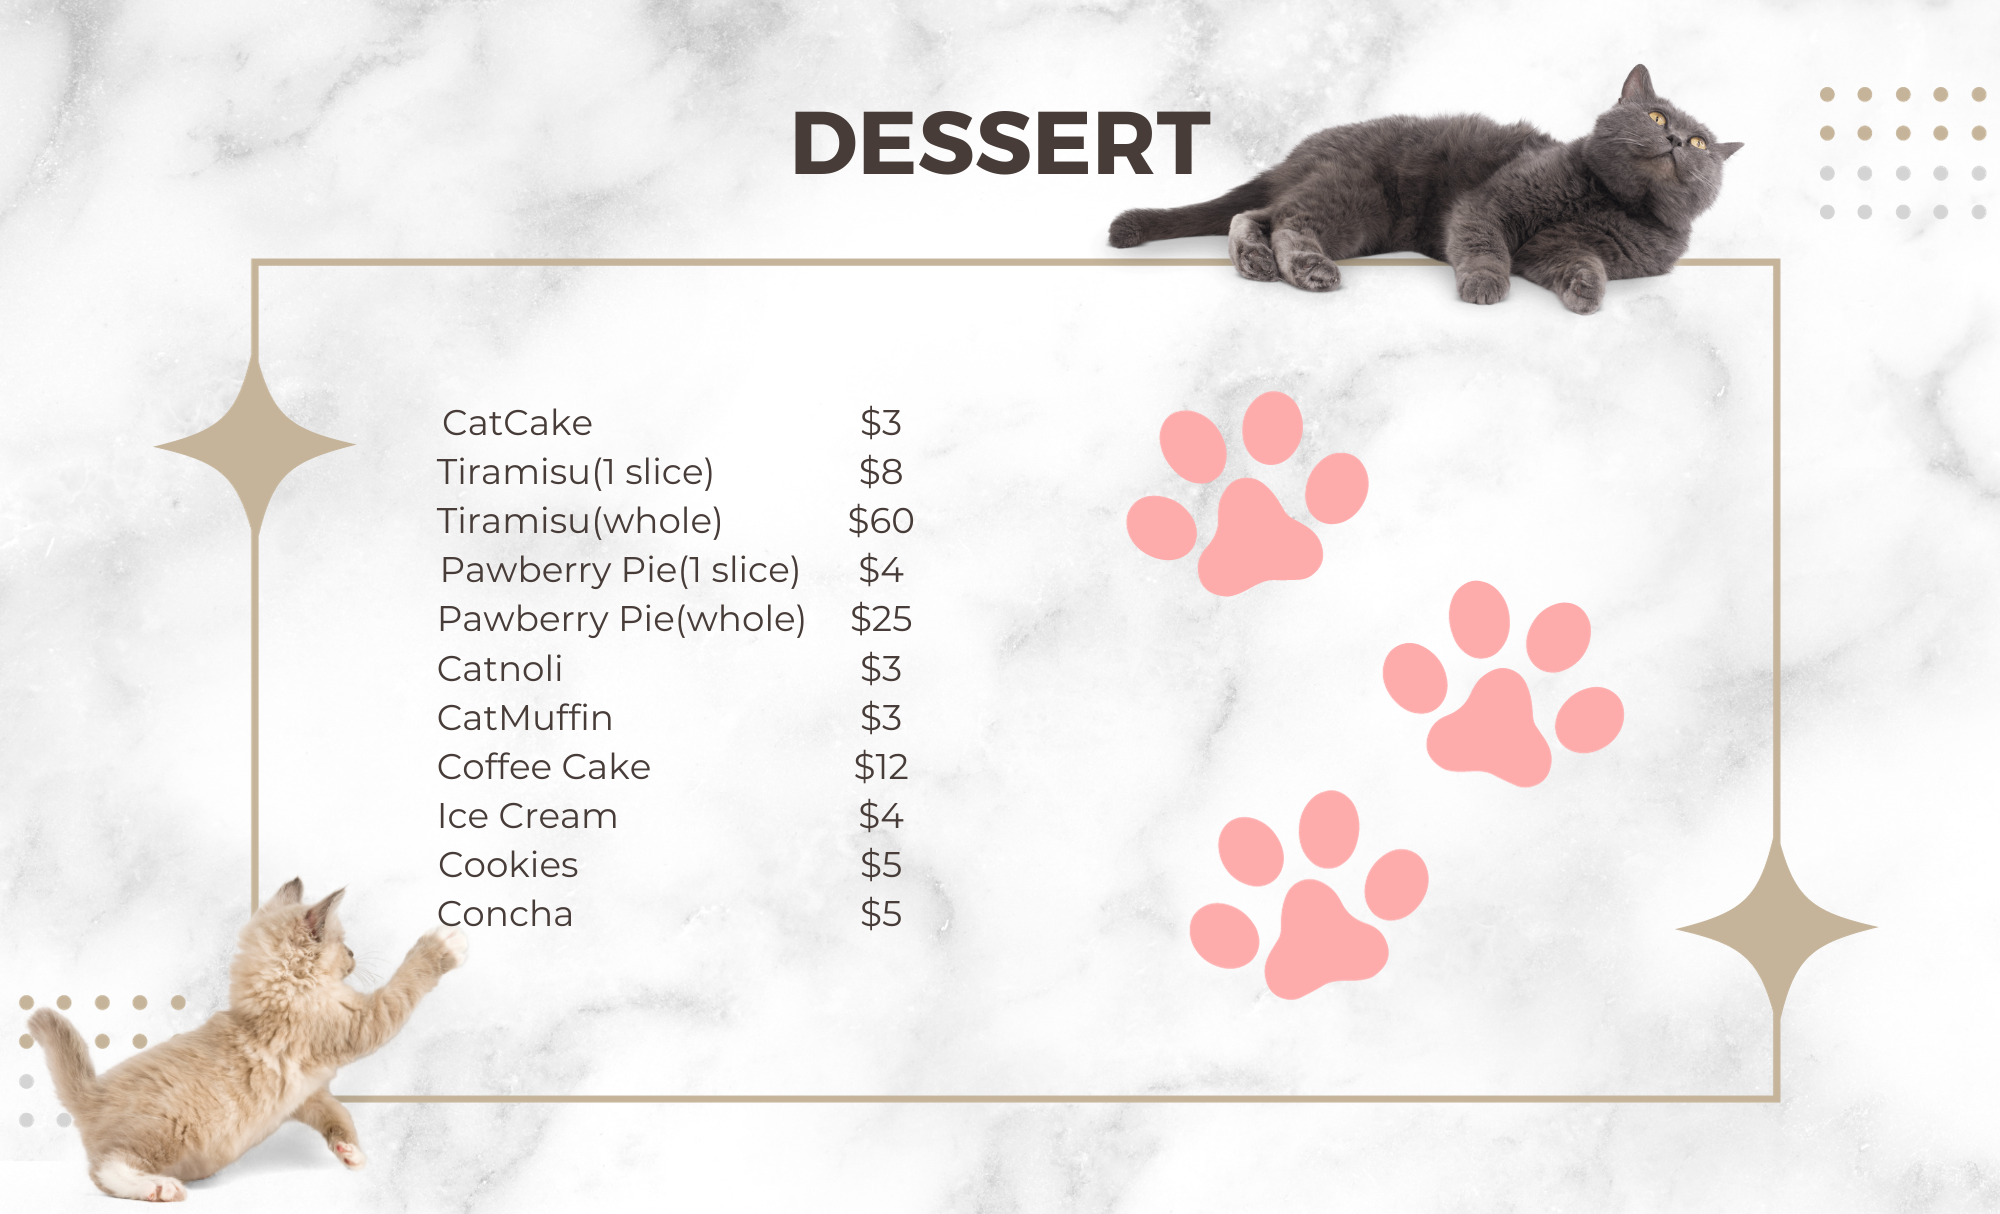 DESSERT
CatCake $3
Tiramisu(1 slice) $8
Tiramisu(whole) $60
Pawberry Pie(1 slice) $4
Pawberry Pie(whole) $25
Catnoli $3
CatMuffin $3
Coffee Cake $12
Ice Cream $4
Cookies $5
Concha $5